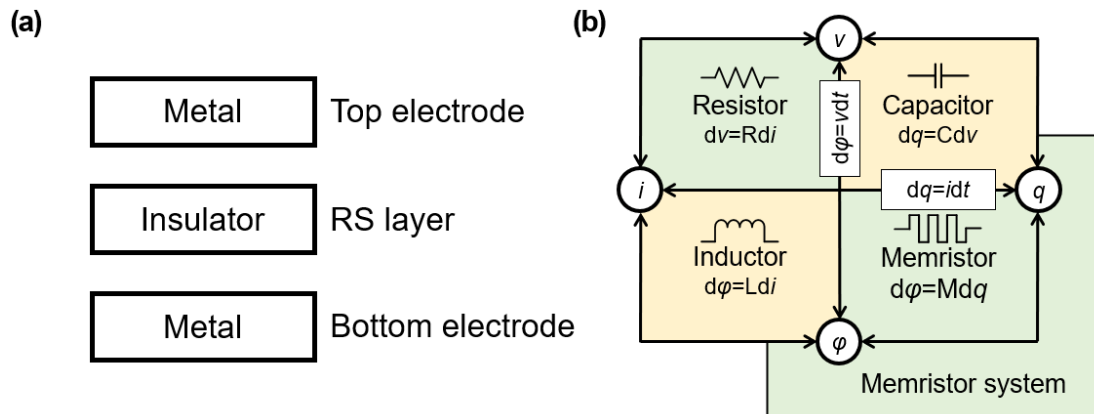 (a)
Metal
Top electrode
Insulator
RS layer
Metal
Bottom electrode
(b)
v
Resistor
dv=Rdi
dφ=vdt
Capacitor
dq=Cdv
i
dq=idt
q
Inductor
dφ=Ldi
Memristor
dφ=Mdq
φ
Memristor system